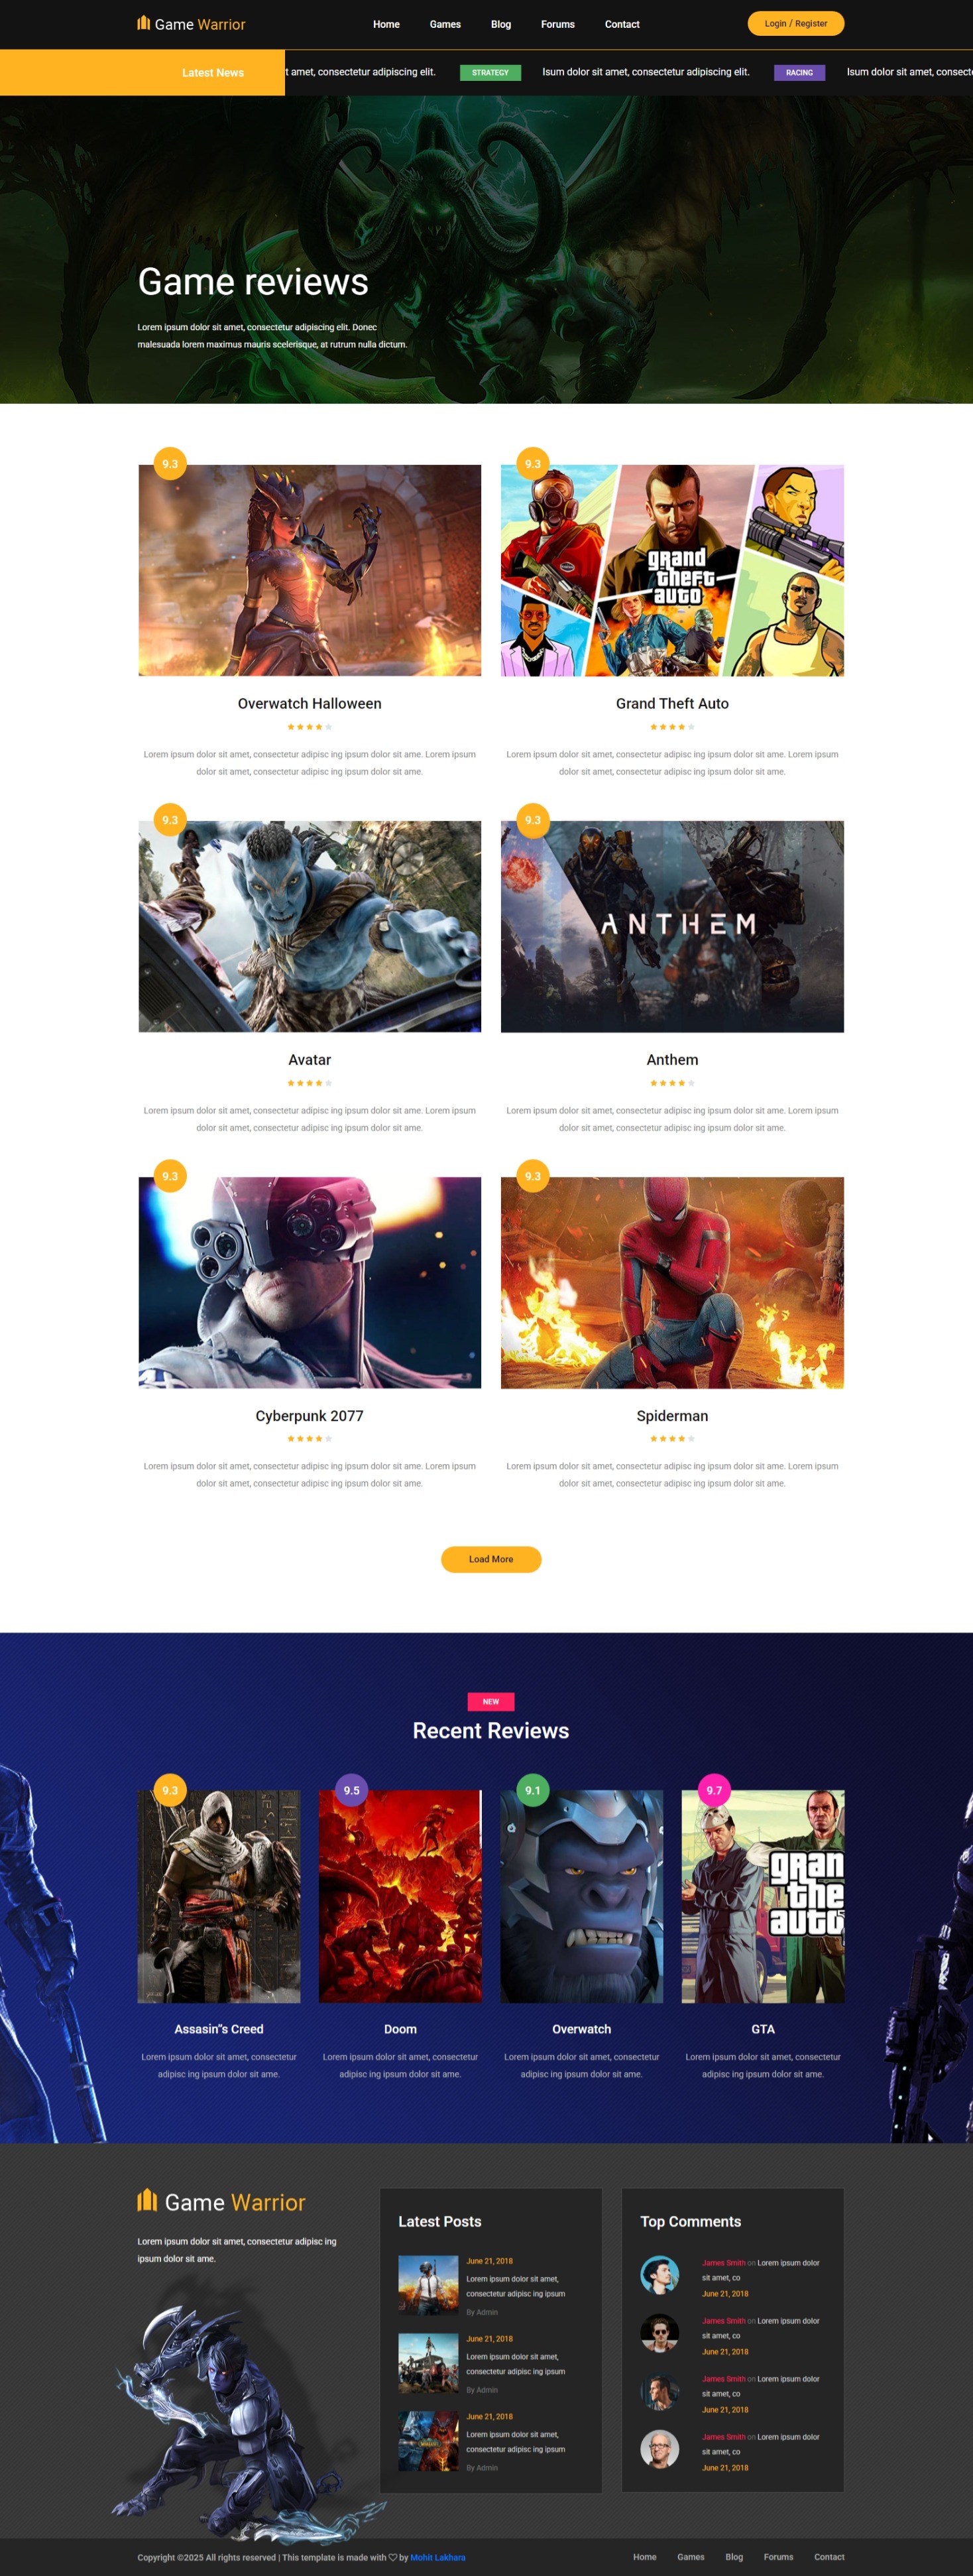 Game Warrior
Home Games Blog Forums Contact
Login / Register
Latest News
t amet, consectetur adipiscing elit. STRATEGY Isum dolor sit amet, consectetur adipiscing elit. RACING Isum dolor sit amet, consect
Game reviews
Lorem ipsum dolor sit amet, consectetur adipiscing elit. Donec
malesuada lorem maximus mauris scelerisque, at rutrum nulla dictum.
9.3
Overwatch Halloween
Lorem ipsum dolor sit amet, consectetur adipisc ing ipsum dolor sit ame. Lorem ipsum
dolor sit amet, consectetur adipisc ing ipsum dolor sit ame.
9.3
grand
theft
auto
Grand Theft Auto
Lorem ipsum dolor sit amet, consectetur adipisc ing ipsum dolor sit ame. Lorem ipsum
dolor sit amet, consectetur adipisc ing ipsum dolor sit ame.
9.3
Avatar
Lorem ipsum dolor sit amet, consectetur adipisc ing ipsum dolor sit ame. Lorem ipsum
dolor sit amet, consectetur adipisc ing ipsum dolor sit ame.
9.3
ANTHEM
Anthem
Lorem ipsum dolor sit amet, consectetur adipisc ing ipsum dolor sit ame. Lorem ipsum
dolor sit amet, consectetur adipisc ing ipsum dolor sit ame.
9.3
Cyberpunk 2077
Lorem ipsum dolor sit amet, consectetur adipisc ing ipsum dolor sit ame. Lorem ipsum
dolor sit amet, consectetur adipisc ing ipsum dolor sit ame.
9.3
Spiderman
Lorem ipsum dolor sit amet, consectetur adipisc ing ipsum dolor sit ame. Lorem ipsum
dolor sit amet, consectetur adipisc ing ipsum dolor sit ame.
Load More
NEW
Recent Reviews
9.3
Assasin"s Creed
Lorem ipsum dolor sit amet, consectetur
adipisc ing ipsum dolor sit ame.
9.5
Doom
Lorem ipsum dolor sit amet, consectetur
adipisc ing ipsum dolor sit ame.
9.1
Overwatch
Lorem ipsum dolor sit amet, consectetur
adipisc ing ipsum dolor sit ame.
9.7
gran
the
auto
GTA
Lorem ipsum dolor sit amet, consectetur
adipisc ing ipsum dolor sit ame.
Game Warrior
Lorem ipsum dolor sit amet, consectetur adipisc ing
ipsum dolor sit ame.
Latest Posts
June 21, 2018
Lorem ipsum dolor sit amet,
consectetur adipisc ing ipsum
By Admin
June 21, 2018
Lorem ipsum dolor sit amet,
consectetur adipisc ing ipsum
By Admin
June 21, 2018
Lorem ipsum dolor sit amet,
consectetur adipisc ing ipsum
By Admin
Top Comments
James Smith on Lorem ipsum dolor
sit amet, co
June 21, 2018
James Smith on Lorem ipsum dolor
sit amet, co
June 21, 2018
James Smith on Lorem ipsum dolor
sit amet, co
June 21, 2018
James Smith on Lorem ipsum dolor
sit amet, co
June 21, 2018
Copyright ©2025 All rights reserved | This template is made with ♡ by Mohit Lakhara
Home Games Blog Forums Contact